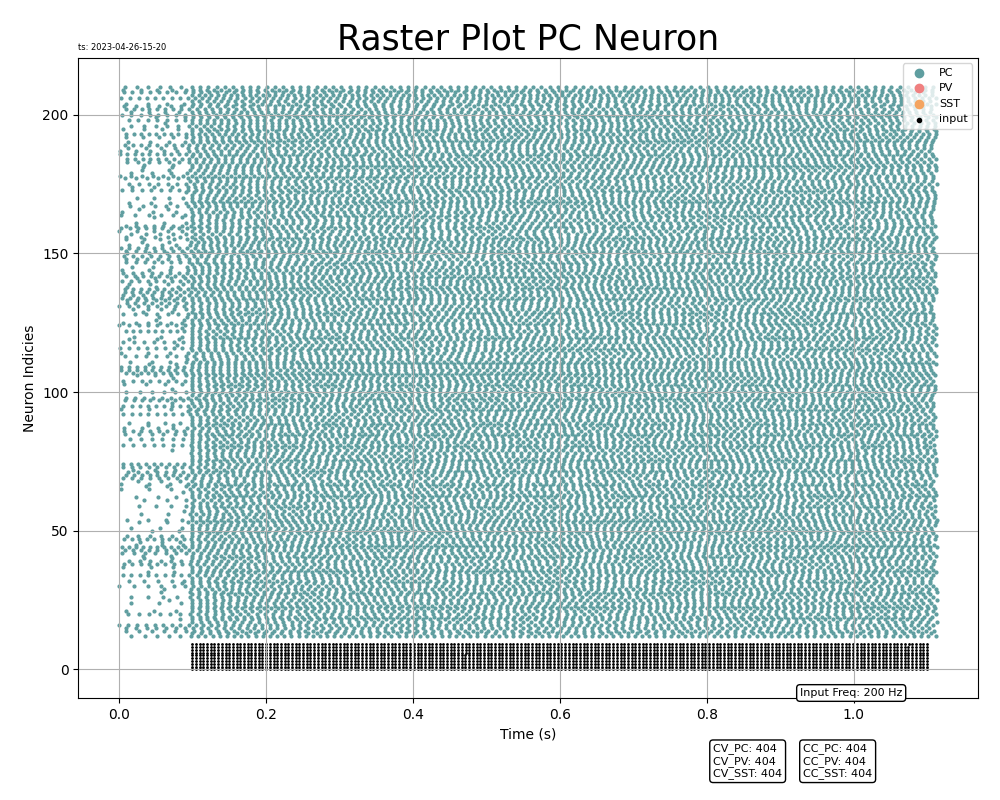 Raster Plot PC Neuron
ts: 2023-04-26-15-20
PC
PV
SST
input
200
150
100
50
0
Neuron Indicies
0.0 0.2 0.4 0.6 0.8 1.0
Time (s)
Input Freq: 200 Hz
CV_PC: 404
CV_PV: 404
CV_SST: 404
CC_PC: 404
CC_PV: 404
CC_SST: 404